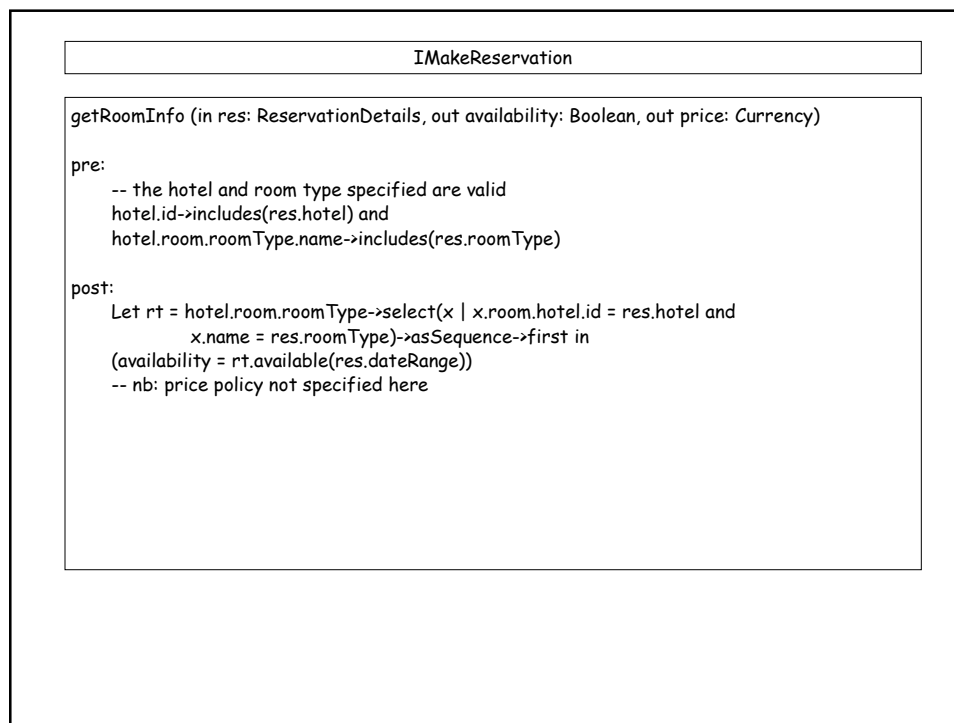 IMakeReservation
getRoomInfo (in res: ReservationDetails, out availability: Boolean, out price: Currency)
pre:
-- the hotel and room type specified are valid
hotel.id->includes(res.hotel) and
hotel.room.roomType.name->includes(res.roomType)
post:
Let rt = hotel.room.roomType->select(x | x.room.hotel.id = res.hotel and
x.name = res.roomType)->asSequence->first in
(availability = rt.available(res.dateRange))
-- nb: price policy not specified here